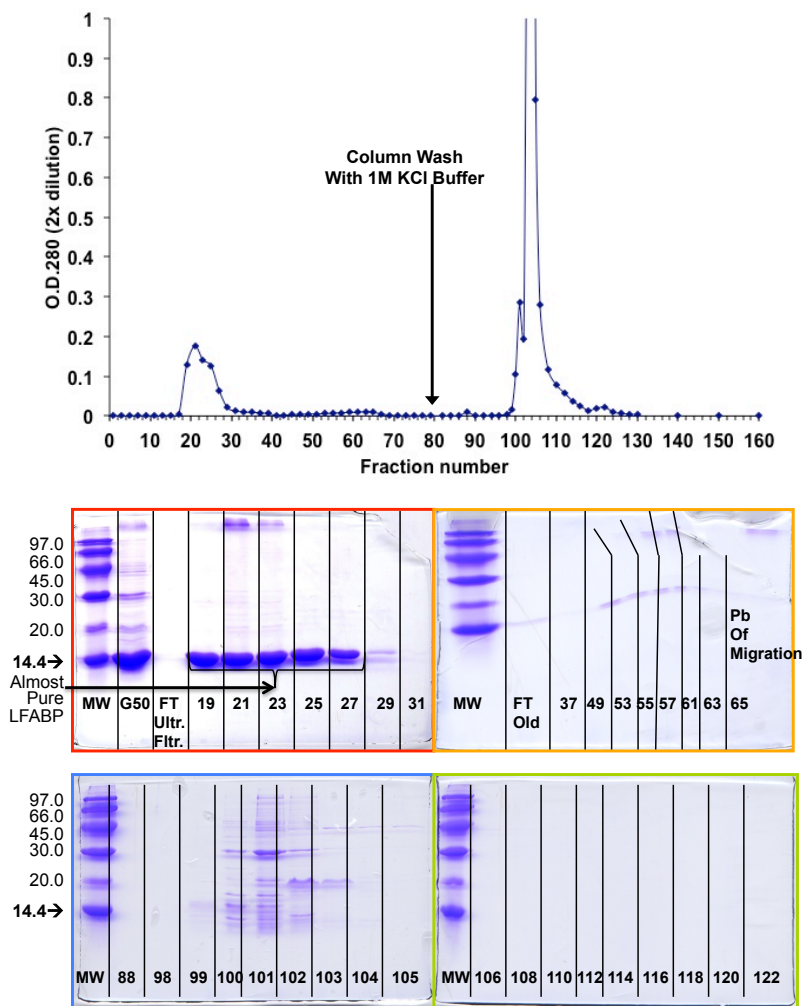 1
0.9
0.8
0.7
0.6
0.5
0.4
0.3
0.2
0.1
0
O.D.280 (2x dilution)
Column Wash
With 1M KCl Buffer
0 10 20 30 40 50 60 70 80 90 100 110 120 130 140 150 160
Fraction number
97.0
66.0
45.0
30.0
20.0
14.4
Almost
Pure
LFABP
MW G50 FT 19 21 23 25 27 29 31
Ultr.
Fltr.
Pb
Of
Migration
MW FT 37 49 53 55 57 61 63 65
Old
97.0
66.0
45.0
30.0
20.0
14.4
MW 88 98 99 100 101 102 103 104 105
MW 106 108 110 112 114 116 118 120 122